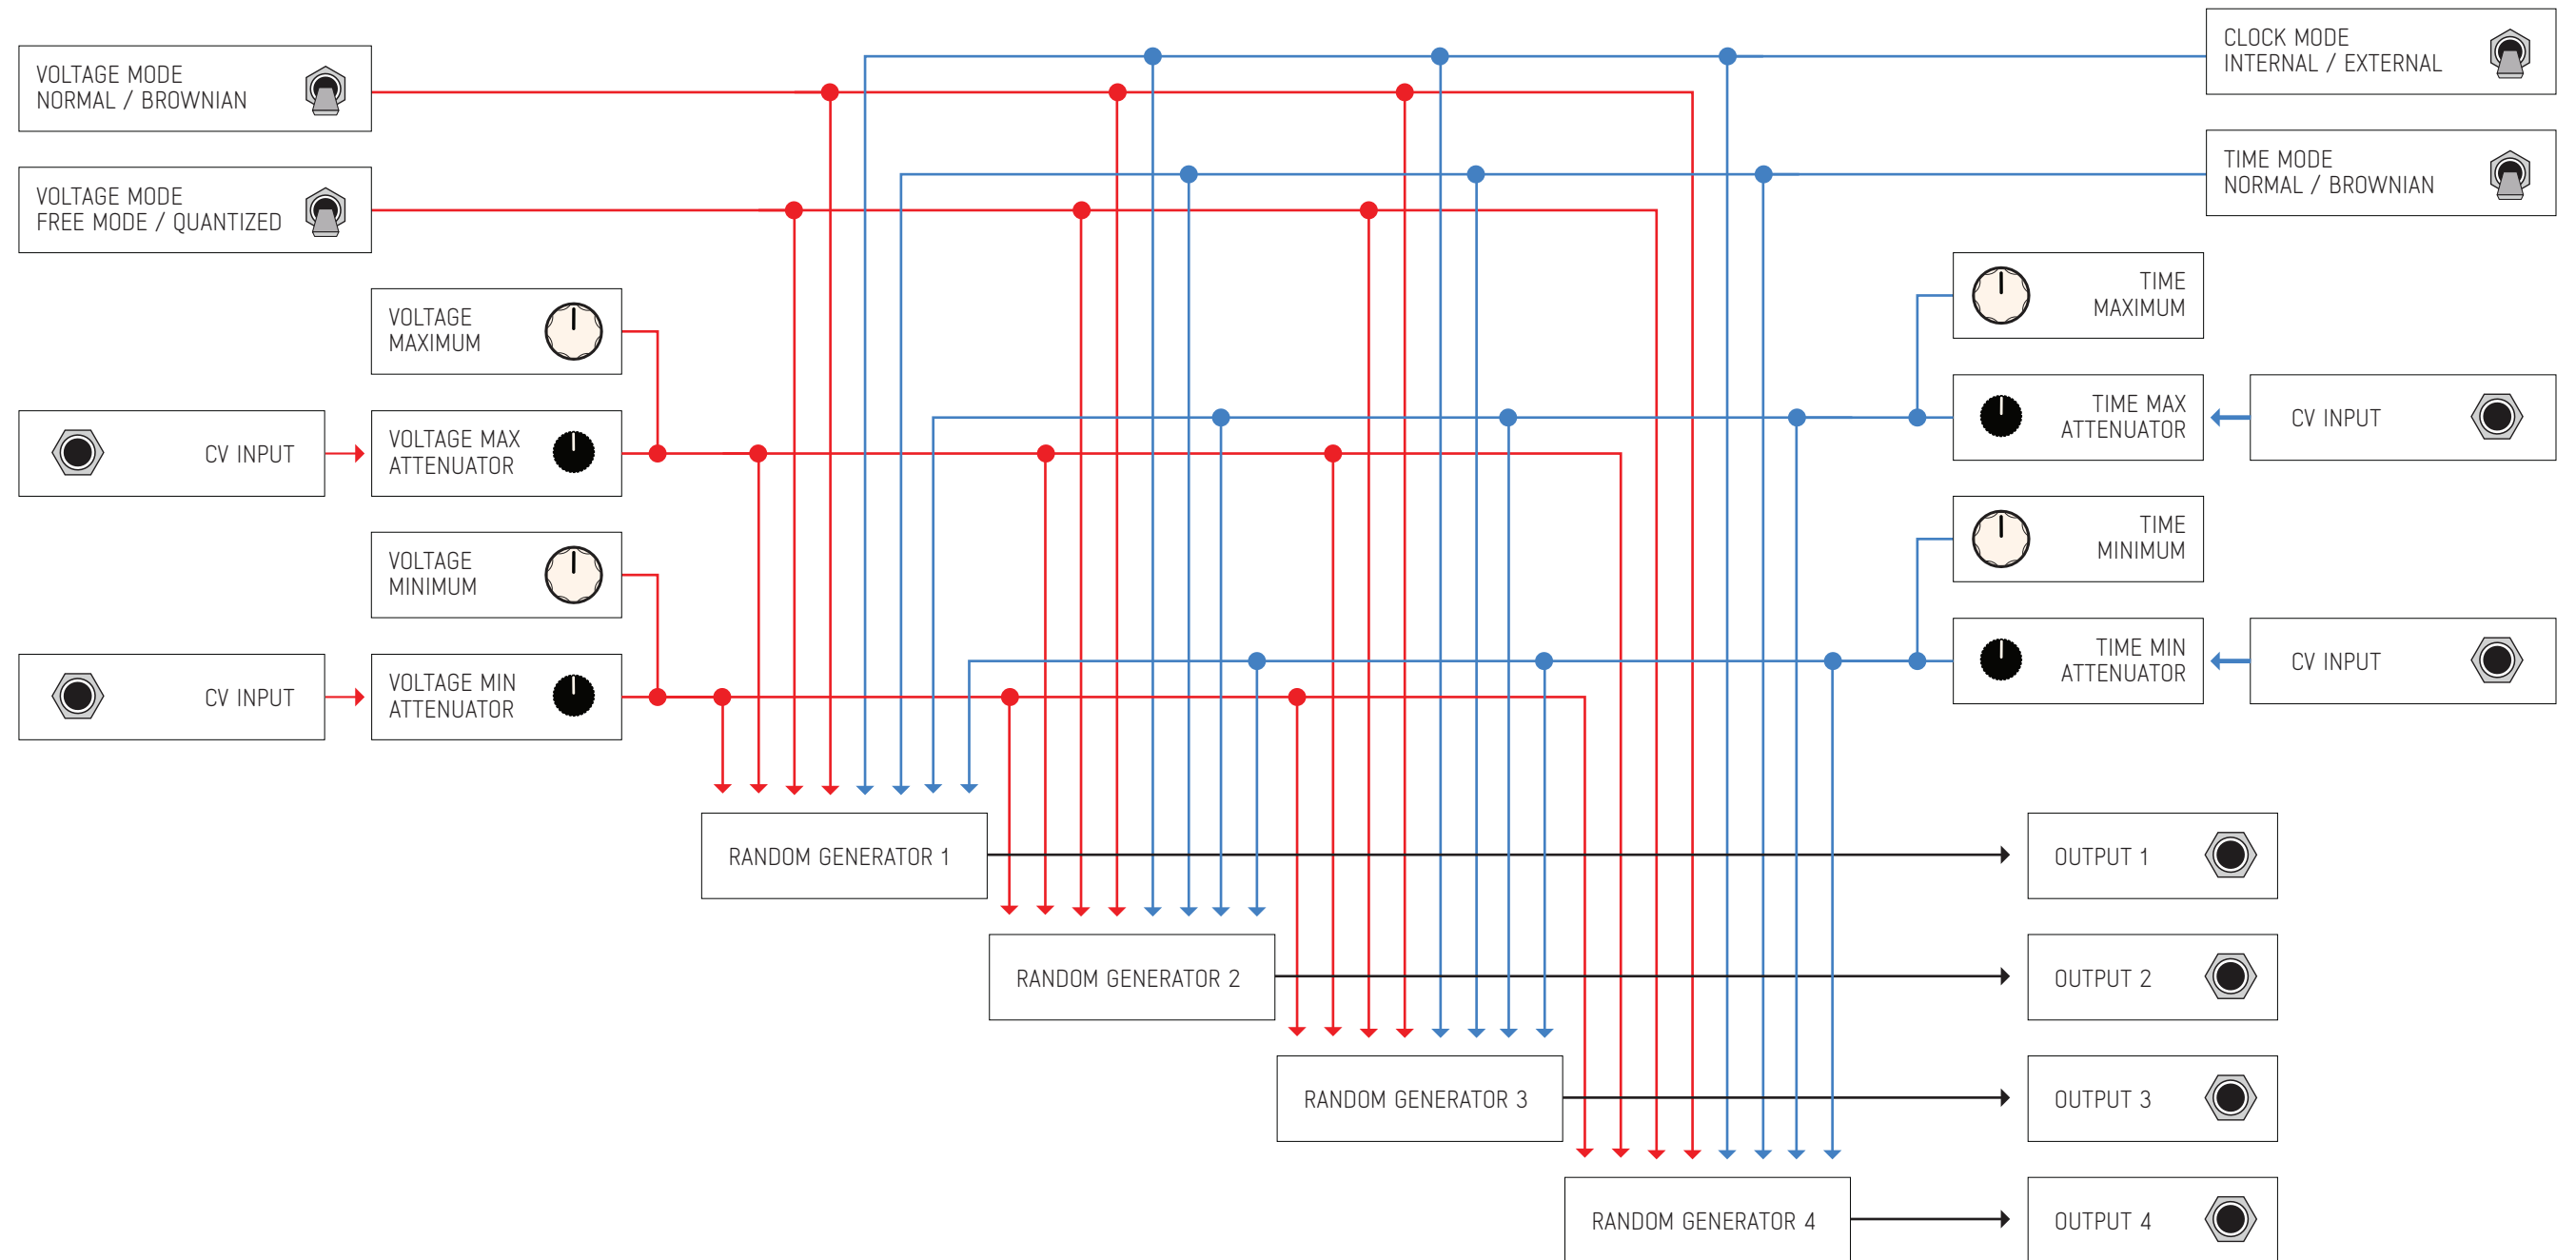 VOLTAGE MODE
NORMAL / BROWNIAN
CLOCK MODE
INTERNAL / EXTERNAL
VOLTAGE MODE
FREE MODE / QUANTIZED
TIME MODE
NORMAL / BROWNIAN
VOLTAGE
MAXIMUM
TIME
MAXIMUM
CV INPUT
VOLTAGE MAX
ATTENUATOR
TIME MAX
ATTENUATOR
CV INPUT
VOLTAGE
MINIMUM
TIME
MINIMUM
CV INPUT
VOLTAGE MIN
ATTENUATOR
TIME MIN
ATTENUATOR
CV INPUT
RANDOM GENERATOR 1
OUTPUT 1
RANDOM GENERATOR 2
OUTPUT 2
RANDOM GENERATOR 3
OUTPUT 3
RANDOM GENERATOR 4
OUTPUT 4